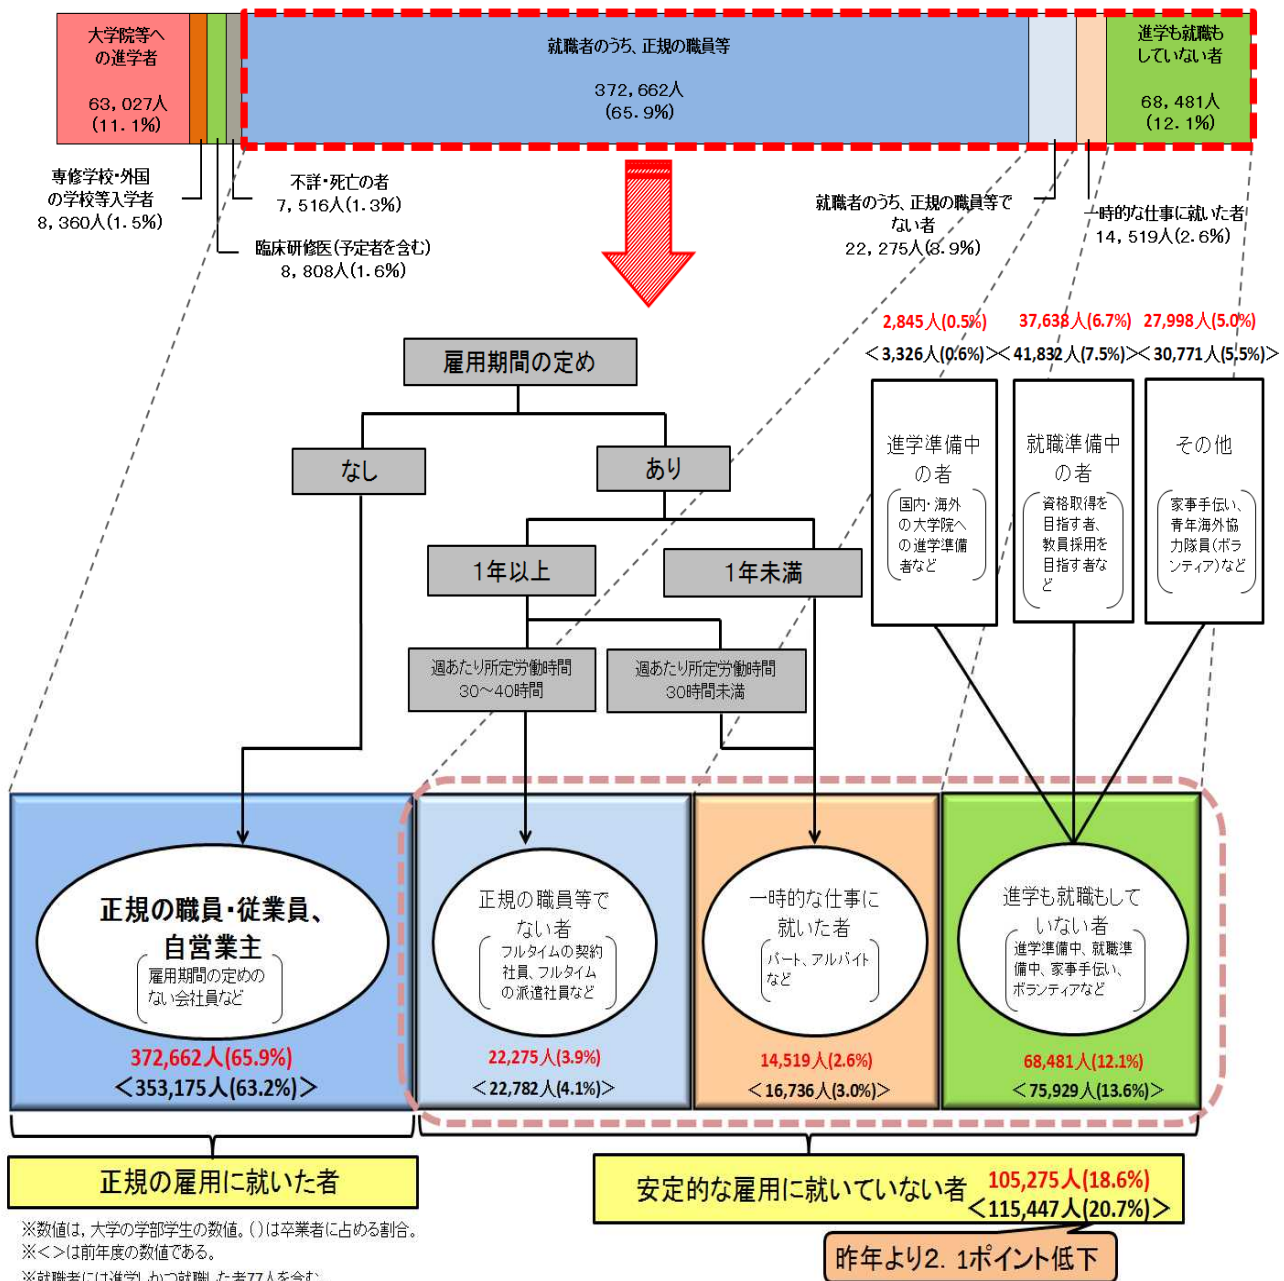 大学院等へ
の進学者
63,027人
(11.1%)
就職者のうち、正規の職員等
372,662人
(65.9%)
進学も就職も
していない者
68,481人
(12.1%)
専修学校・外国
の学校等入学者
8,360人(1.5%)
不詳・死亡の者
7,516人(1.3%)
臨床研修医(予定者を含む)
8,808人(1.6%)
就職者のうち、正規の職員等で
ない者
22,275人(3.9%)
一時的な仕事に就いた者
14,519人(2.6%)
2,845人(0.5%)
37,638人(6.7%)
27,998人(5.0%)
<3,326人(0.6%)>
<41,832人(7.5%)>
<30,771人(5.5%)>
雇用期間の定め
なし
あり
1年以上
1年未満
週あたり所定労働時間
30~40時間
週あたり所定労働時間
30時間未満
進学準備中
の者
国内・海外
の大学院へ
の進学準備
者など
就職準備中
の者
資格取得を
目指す者、
教員採用を
目指す者な
ど
その他
家事手伝い、
青年海外協
力隊員(ボラ
ンティア)など
正規の職員・従業員、
自営業主
雇用期間の定めの
ない会社員など
372,662人(65.9%)
<353,175人(63.2%)>
正規の職員等で
ない者
フルタイムの契約
社員、フルタイム
の派遣社員など
22,275人(3.9%)
<22,782人(4.1%)>
一時的な仕事に
就いた者
パート、アルバイト
など
14,519人(2.6%)
<16,736人(3.0%)>
進学も就職もして
いない者
進学準備中、就職準
備中、家事手伝い、
ボランティアなど
68,481人(12.1%)
<75,929人(13.6%)>
正規の雇用に就いた者
安定的な雇用に就いていない者
105,275人(18.6%)
<115,447人(20.7%)>
昨年より2.1ポイント低下
※数値は,大学の学部学生の数値。()は卒業者に占める割合。
※<>は前年度の数値である。
※就職者には進学しかつ就職した者77人を含む。